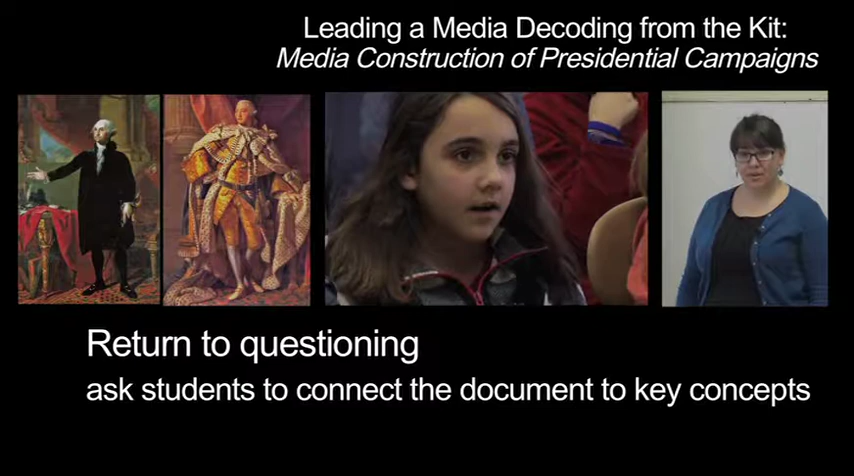 Leading a Media Decoding from the Kit:
Media Construction of Presidential Campaigns
Return to questioning
ask students to connect the document to key concepts